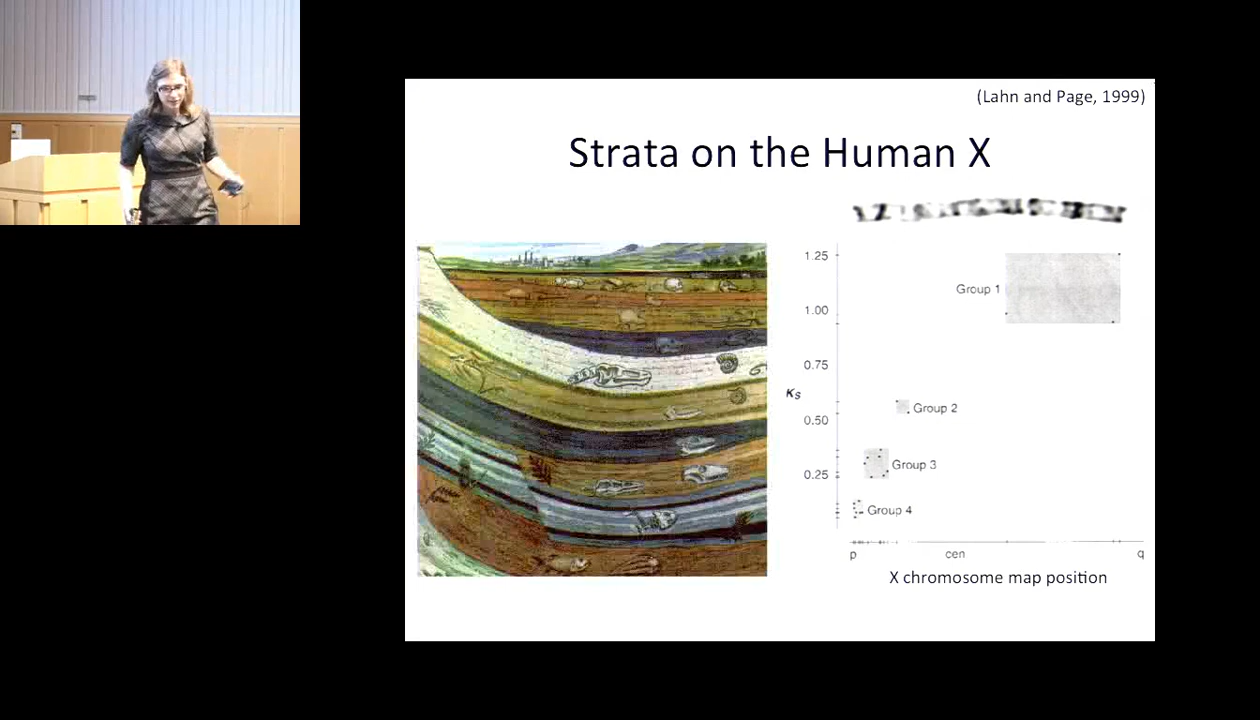 (Lahn and Page, 1999)
Strata on the Human X
1.25
Group 1
1.00
0.75
Ks
Group 2
0.50
Group 3
0.25
Group 4
p cen q
X chromosome map position